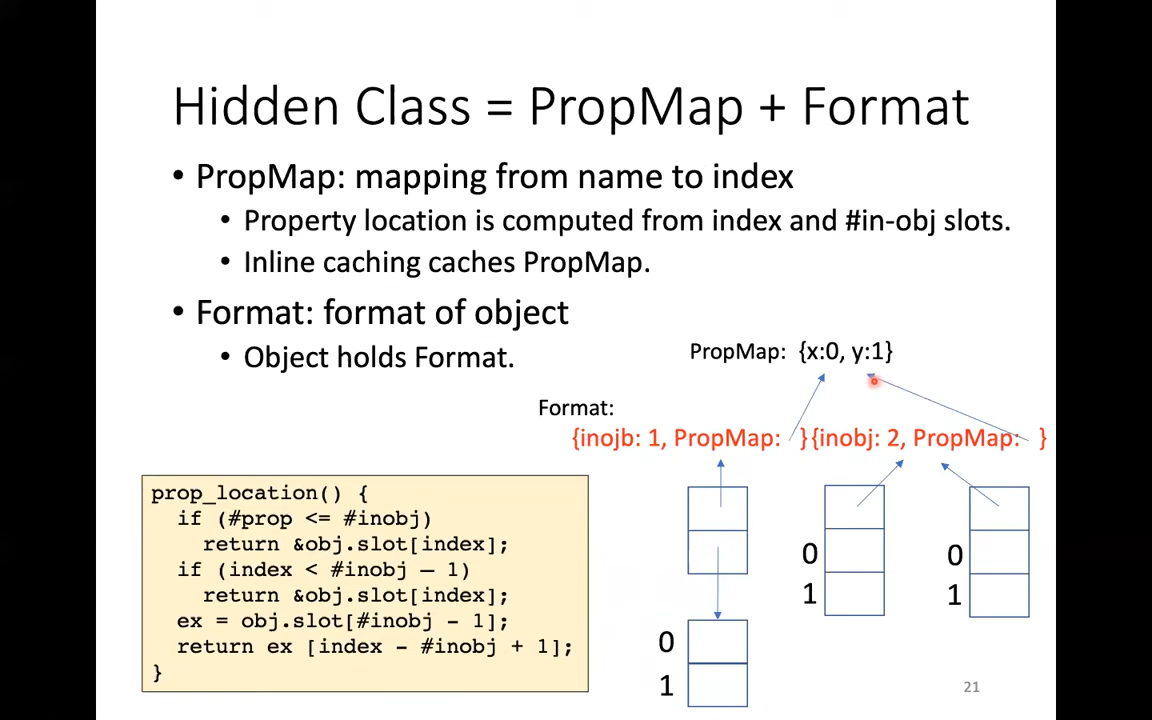 Hidden Class = PropMap + Format
• PropMap: mapping from name to index
• Property location is computed from index and #in-obj slots.
• Inline caching caches PropMap.
• Format: format of object
• Object holds Format.
PropMap: {x:0, y:1}
Format:
{inojb: 1, PropMap: } {inobj: 2, PropMap: }
prop_location() {
if (#prop <= #inobj)
return &obj.slot[index];
if (index < #inobj – 1)
return &obj.slot[index];
ex = obj.slot[#inobj - 1];
return ex [index - #inobj + 1];
}
0
1
0
1
0
1
21